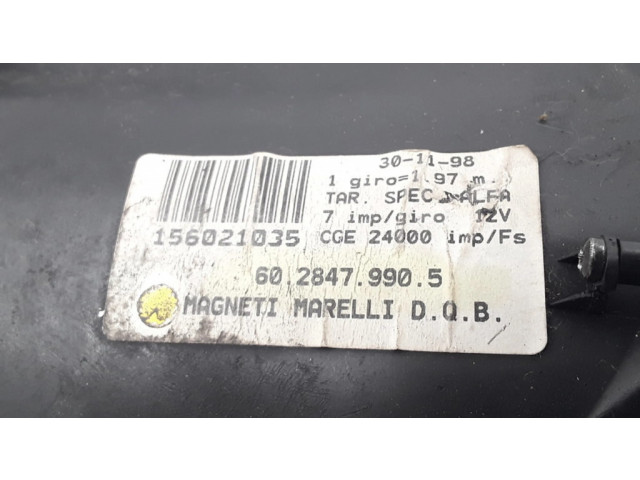 30-11-98
1 giro=1.97 m.
TAR. SPEC. ALFA
7 imp/giro 12V
156021035 CGE 24000 imp/Fs
60.2847.990.5
MAGNETI MARELLI D.Q.B.